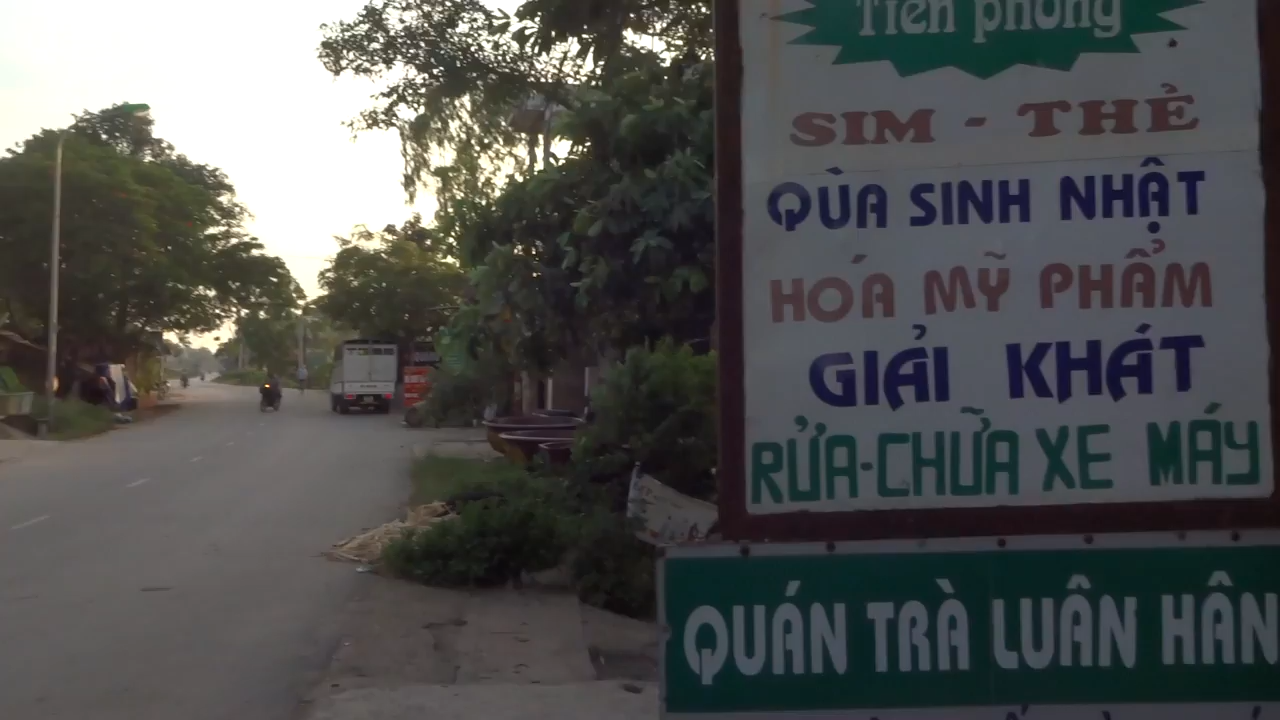 Tiên phong
SIM - THẺ
QÙA SINH NHẬT
HOÁ MỸ PHẨM
GIẢI KHÁT
RỬA-CHỮA XE MÁY
QUÁN TRÀ LUÂN HÂN